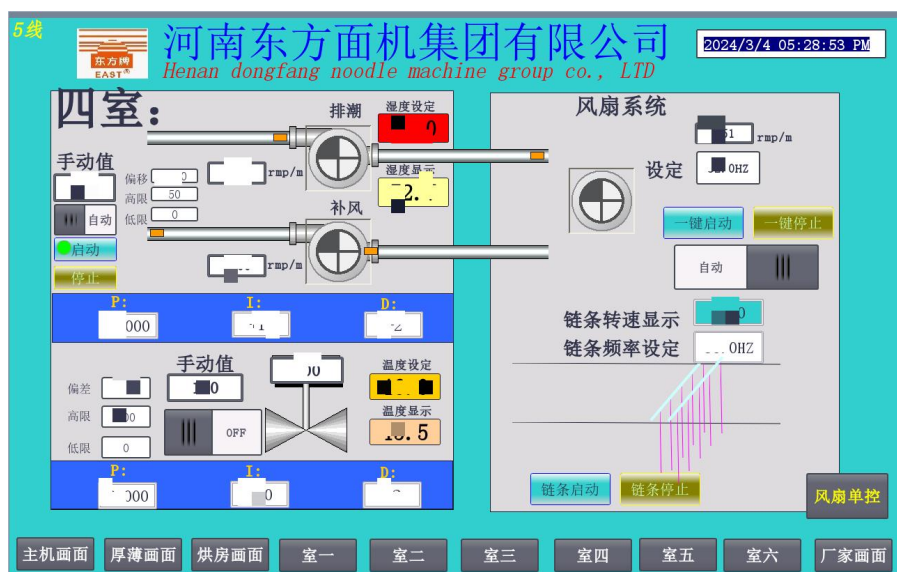 5线
东方牌
EAST®
河南东方面机集团有限公司
Henan dongfang noodle machine group co., LTD
2024/3/4 05:28:53 PM
四室：
排潮
湿度设定
风扇系统
rmp/m
手动值
偏移
rmp/m
湿度显示
设定
0HZ
高限 50
自动
低限 0
补风
一键启动
一键停止
启动
rmp/m
自动
停止
P:
I:
D:
000
链条转速显示
链条频率设定
0HZ
手动值
温度设定
偏差
高限
温度显示
OFF
低限 0
P:
I:
D:
链条启动
链条停止
风扇单控
主机画面
厚薄画面
烘房画面
室一
室二
室三
室四
室五
室六
厂家画面